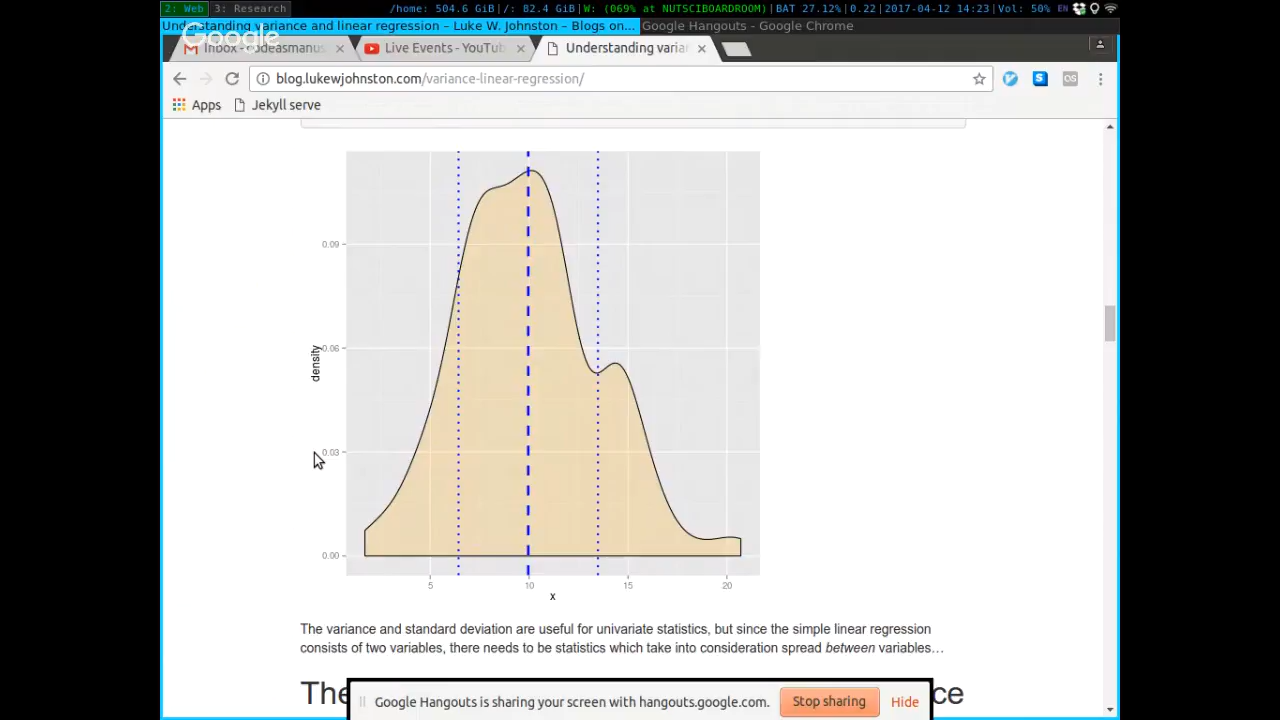 2: Web 3: Research /home: 504.6 GiB|/: 82.4 GiB|W: (069% at NUTSCIBOARDROOM)|BAT 27.12%|0.22|2017-04-12 14:23|Vol: 50% EN
Understanding variance and linear regression – Luke W. Johnston – Blogs on... Google Hangouts - Google Chrome
Google
Inbox - codeasmanus Live Events - YouTub Understanding varia
blog.lukewjohnston.com/variance-linear-regression/
Apps Jekyll serve
0.09
0.06
density
0.03
0.00
5 10 15 20
x
The variance and standard deviation are useful for univariate statistics, but since the simple linear regression
consists of two variables, there needs to be statistics which take into consideration spread between variables…
The ce
Google Hangouts is sharing your screen with hangouts.google.com. Stop sharing Hide